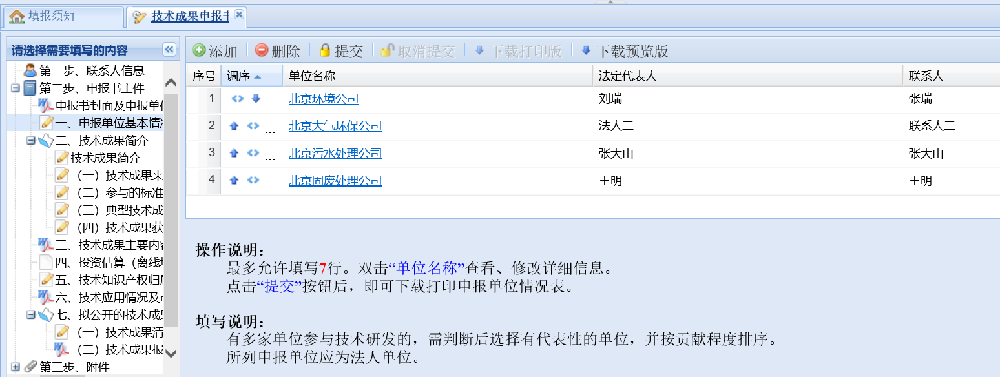 填报须知
技术成果申报书
请选择需要填写的内容
第一步、联系人信息
第二步、申报书主件
申报书封面及申报单位
一、申报单位基本情况
二、技术成果简介
技术成果简介
（一）技术成果来
（二）参与的标准
（三）典型技术成
（四）技术成果获
三、技术成果主要内容
四、投资估算（离线
五、技术知识产权归
六、技术应用情况及
七、拟公开的技术成果
（一）技术成果清
（二）技术成果报
第三步、附件
添加 删除 提交 取消提交 下载打印版 下载预览版
序号 调序 单位名称 法定代表人 联系人
1 北京环境公司 刘瑞 张瑞
2 ... 北京大气环保公司 法人二 联系人二
3 ... 北京污水处理公司 张大山 张大山
4 北京固废处理公司 王明 王明
操作说明：
最多允许填写7行。双击“单位名称”查看、修改详细信息。
点击“提交”按钮后，即可下载打印申报单位情况表。
填写说明：
有多家单位参与技术研发的，需判断后选择有代表性的单位，并按贡献程度排序。
所列申报单位应为法人单位。